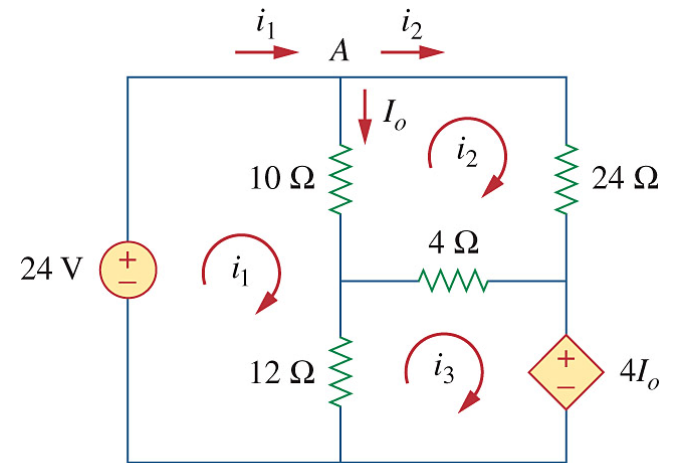 i₁ i₂
A
Iₒ
i₂
10 Ω 24 Ω
4 Ω
24 V + − i₁
12 Ω i₃ + − 4Iₒ